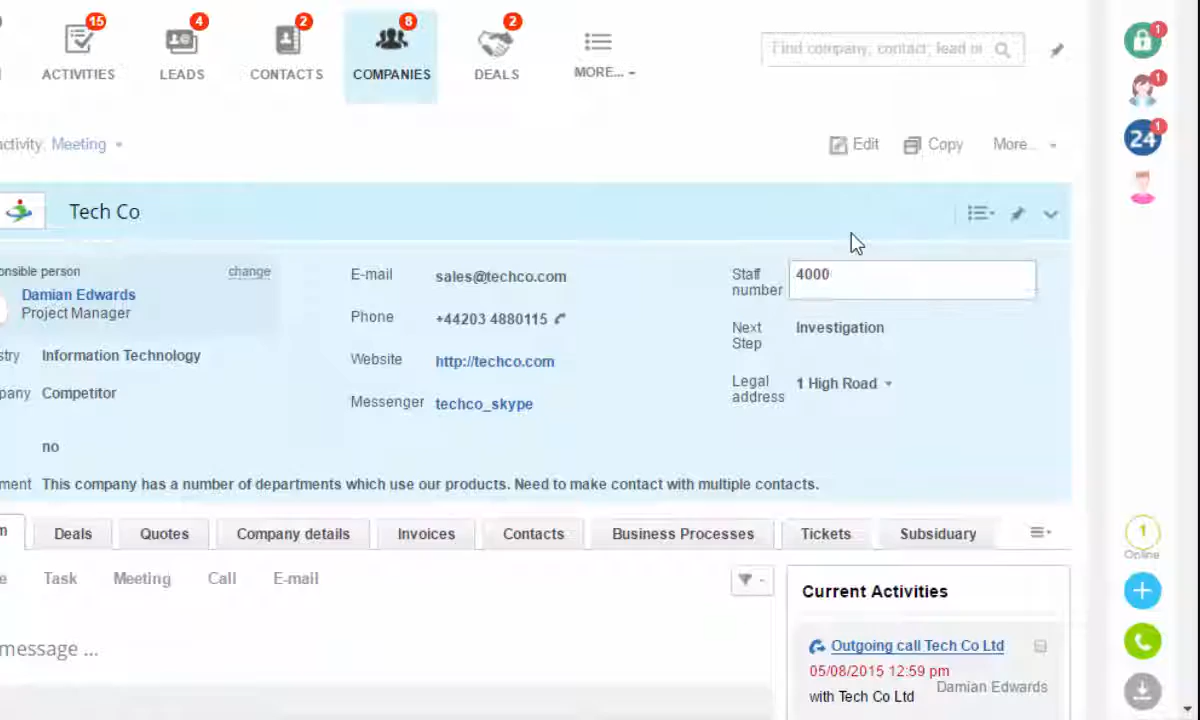 15
4
2
8
2
ACTIVITIES
LEADS
CONTACTS
COMPANIES
DEALS
MORE...
Find company, contact, lead or
1
1
24
1
ctivity: Meeting
Edit
Copy
More...
Tech Co
onsible person
change
Damian Edwards
Project Manager
stry Information Technology
pany Competitor
no
ment This company has a number of departments which use our products. Need to make contact with multiple contacts.
E-mail sales@techco.com
Phone +44203 4880115
Website http://techco.com
Messenger techco_skype
Staff number 4000
Next Step Investigation
Legal address 1 High Road
m
Deals
Quotes
Company details
Invoices
Contacts
Business Processes
Tickets
Subsiduary
e
Task
Meeting
Call
E-mail
message ...
Current Activities
Outgoing call Tech Co Ltd
05/08/2015 12:59 pm
with Tech Co Ltd
Damian Edwards
1
Online